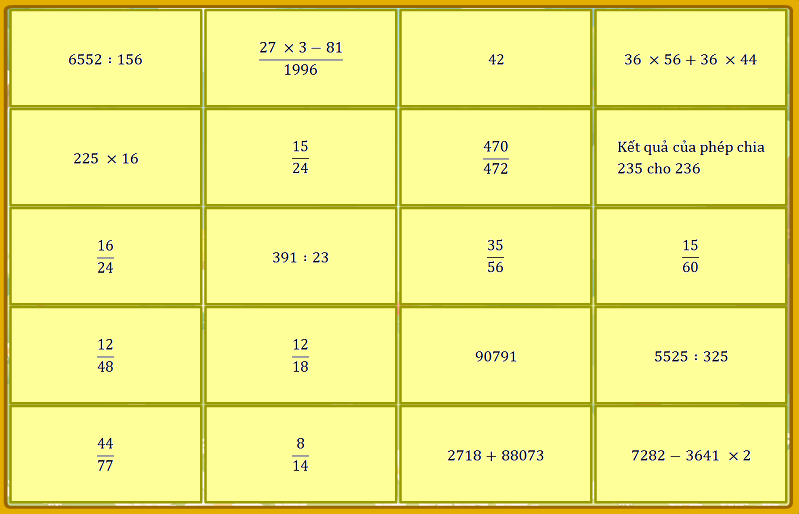 6552 : 156
27 × 3 − 81
1996
42
36 × 56 + 36 × 44
225 × 16
15
24
470
472
Kết quả của phép chia
235 cho 236
16
24
391 : 23
35
56
15
60
12
48
12
18
90791
5525 : 325
44
77
8
14
2718 + 88073
7282 − 3641 × 2